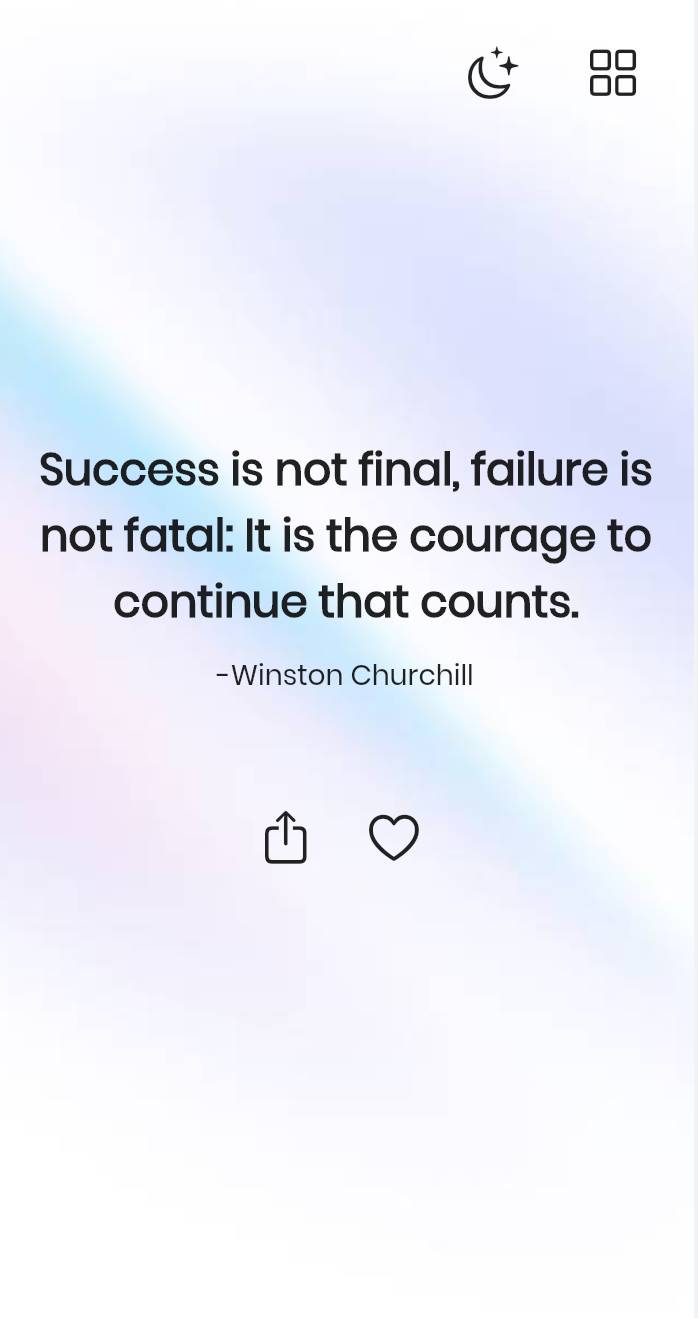 Success is not final, failure is
not fatal: It is the courage to
continue that counts.
-Winston Churchill